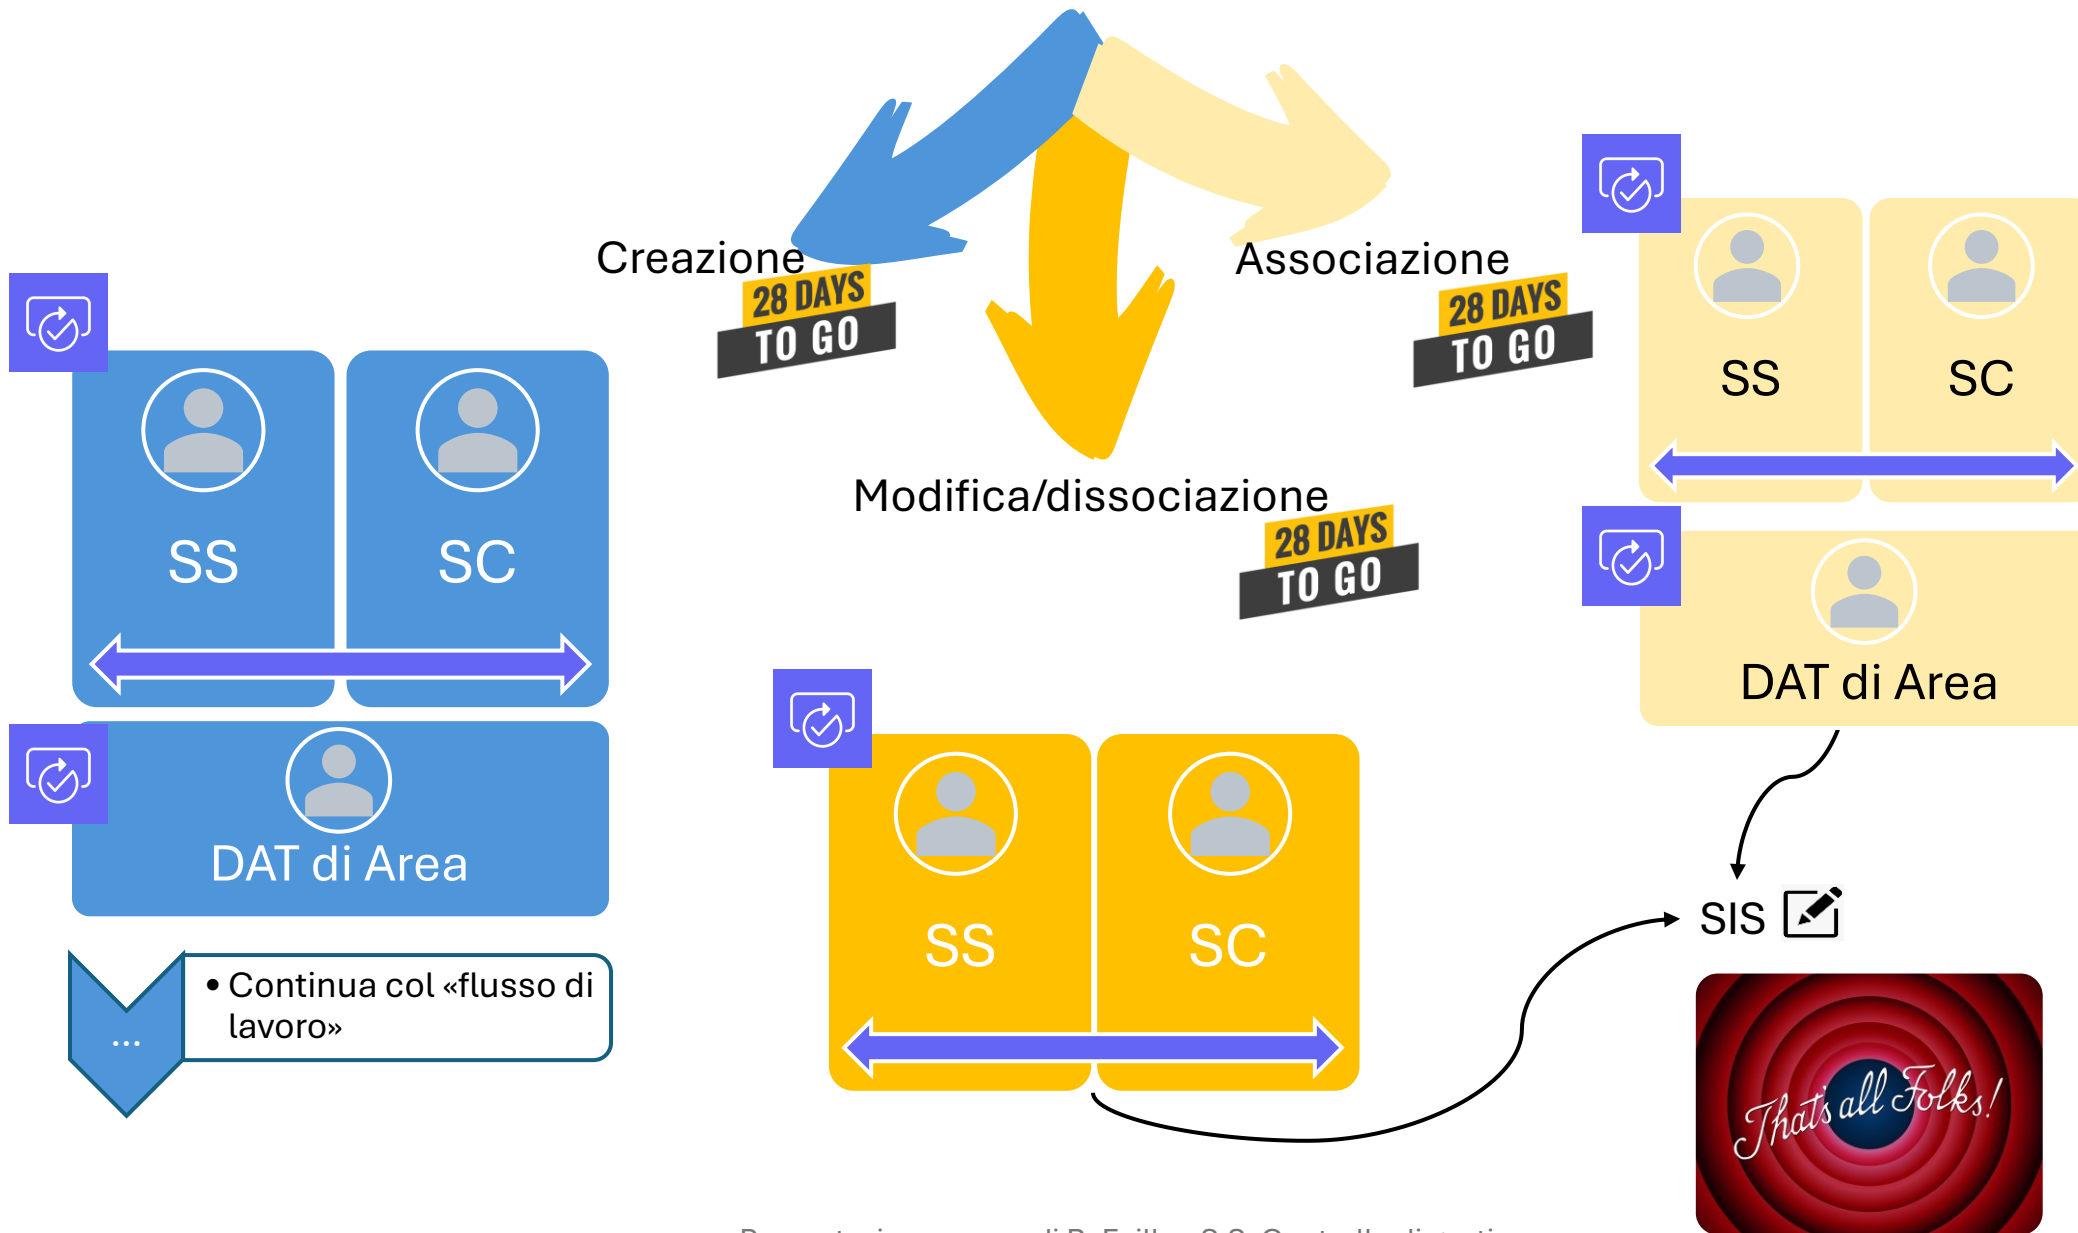 Creazione
28 DAYS
TO GO
Associazione
28 DAYS
TO GO
Modifica/dissociazione
28 DAYS
TO GO
SS
SC
DAT di Area
...
• Continua col «flusso di
lavoro»
SS
SC
SS
SC
DAT di Area
SIS
That's all Folks!